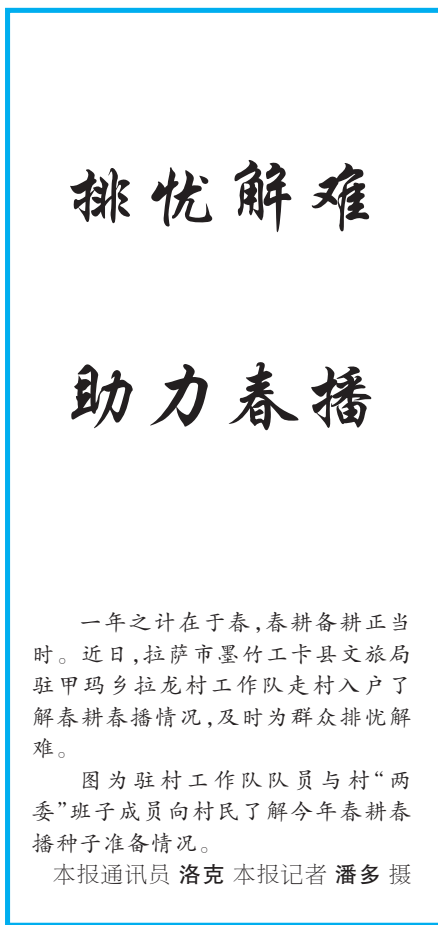 排忧解难
助力春播
一年之计在于春，春耕备耕正当
时。近日，拉萨市墨竹工卡县文旅局
驻甲玛乡拉龙村工作队走村入户了
解春耕春播情况，及时为群众排忧解
难。
图为驻村工作队队员与村“两
委”班子成员向村民了解今年春耕春
播种子准备情况。
本报通讯员 洛克 本报记者 潘多 摄